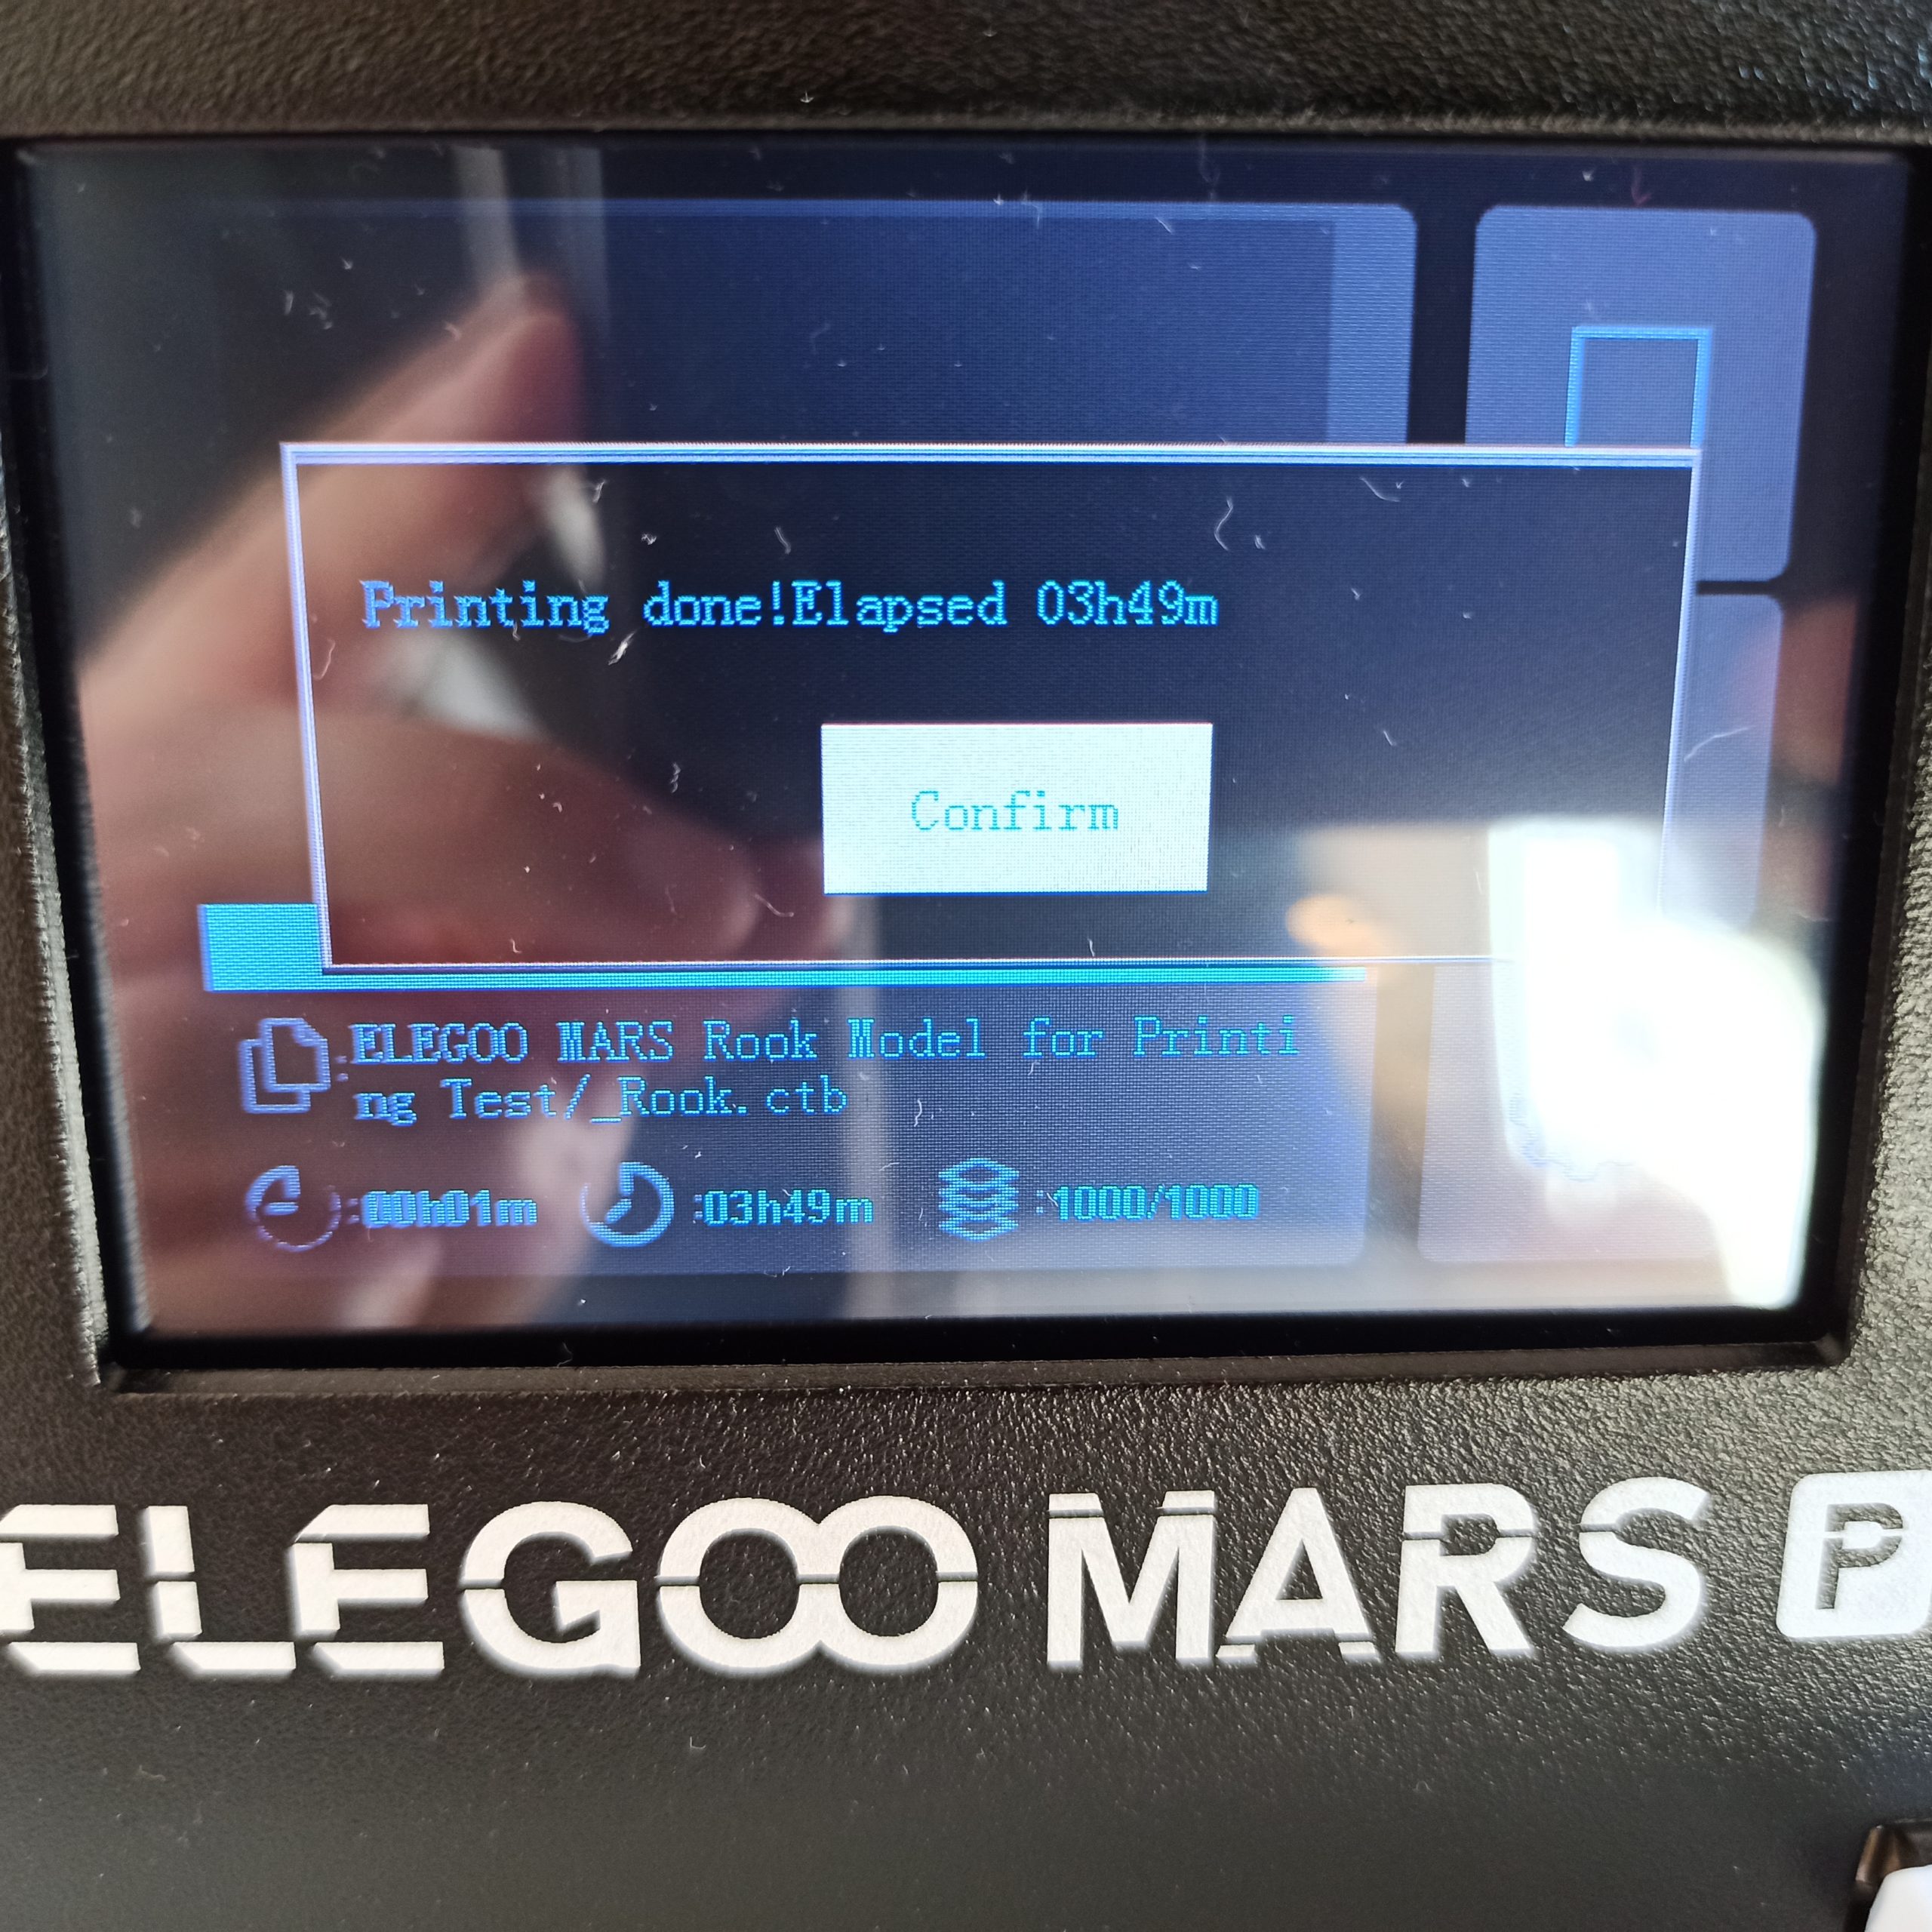 Printing done!Elapsed 03h49m
Confirm
:ELEGOO MARS Rook Model for Printi
ng Test/_Rook.ctb
:00h01m :03h49m :1000/1000
ELEGOO MARS P